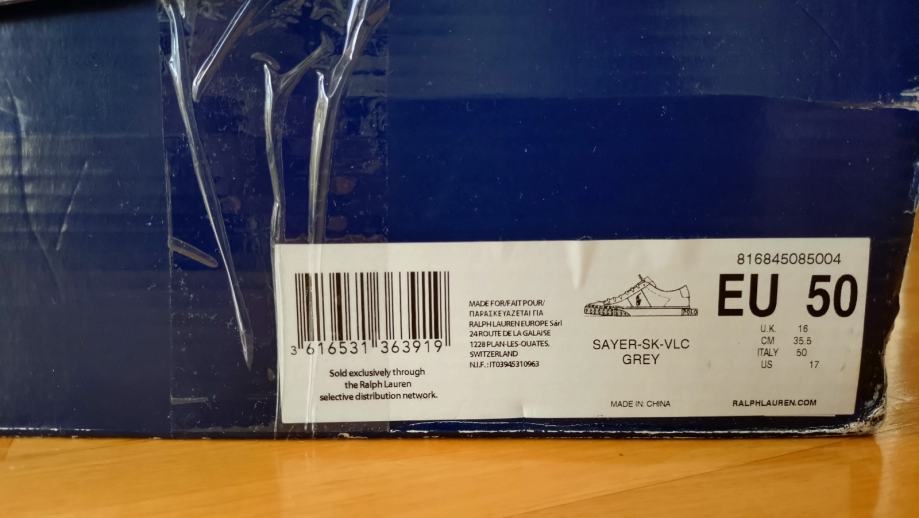 816845085004
EU 50
U.K. 16
CM 35.5
ITALY 50
US 17
RALPHLAUREN.COM
3 616531 363919
Sold exclusively through
the Ralph Lauren
selective distribution network.
MADE FOR/FAIT POUR/
ΠΑΡΑΣΚΕΥΑΖΕΤΑΙ ΓΙΑ
RALPH LAUREN EUROPE Sàrl
24 ROUTE DE LA GALAISE
1228 PLAN-LES-OUATES,
SWITZERLAND
N.I.F.: IT03945310963
SAYER-SK-VLC
GREY
MADE IN: CHINA